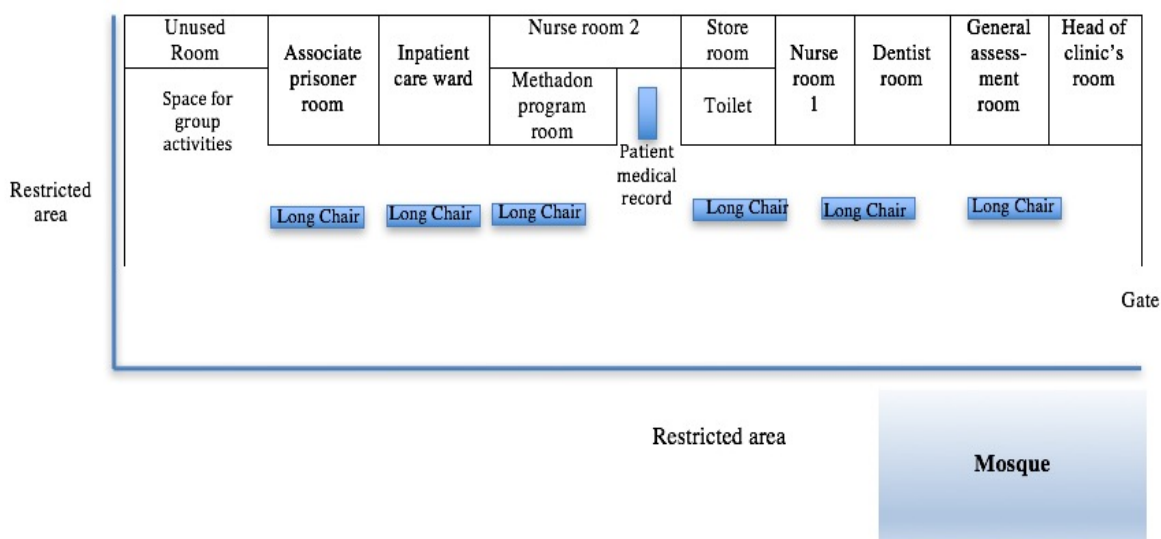 Unused
Room
Space for
group
activities
Associate
prisoner
room
Inpatient
care ward
Nurse room 2
Methadon
program
room
Patient
medical
record
Store
room
Toilet
Nurse
room
1
Dentist
room
General
assess-
ment
room
Head of
clinic's
room
Restricted
area
Long Chair
Long Chair
Long Chair
Long Chair
Long Chair
Long Chair
Gate
Restricted area
Mosque